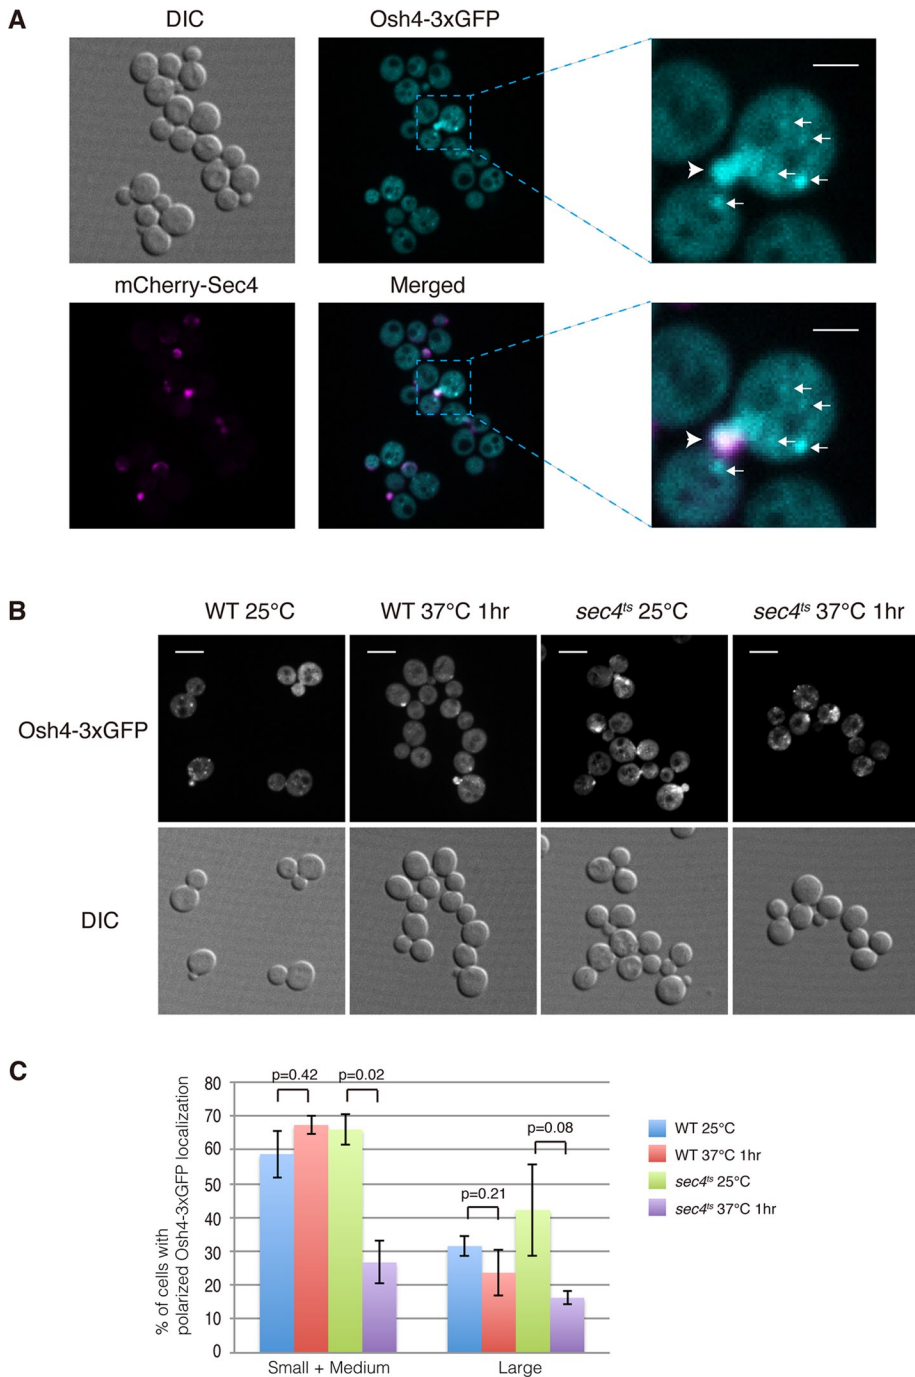 A
DIC
Osh4-3xGFP
mCherry-Sec4
Merged
B
WT 25°C
WT 37°C 1hr
sec4ts 25°C
sec4ts 37°C 1hr
Osh4-3xGFP
DIC
C
% of cells with
polarized Osh4-3xGFP localization
80
70
60
50
40
30
20
10
0
p=0.42
p=0.02
p=0.21
p=0.08
Small + Medium
Large
WT 25°C
WT 37°C 1hr
sec4ts 25°C
sec4ts 37°C 1hr